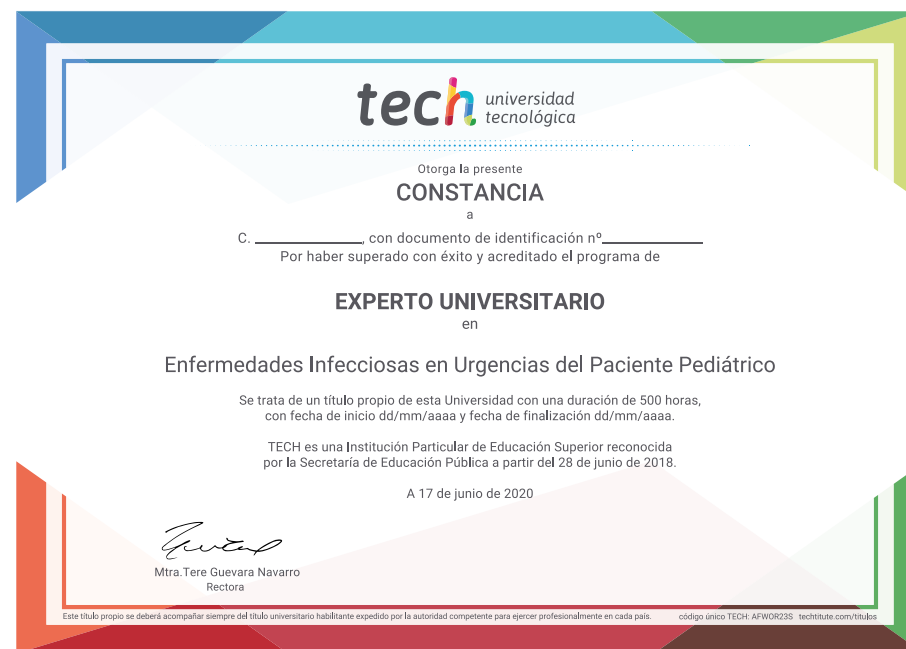 tech universidad
tecnológica
Otorga la presente
CONSTANCIA
a
C. ____________, con documento de identificación nº____________
Por haber superado con éxito y acreditado el programa de
EXPERTO UNIVERSITARIO
en
Enfermedades Infecciosas en Urgencias del Paciente Pediátrico
Se trata de un título propio de esta Universidad con una duración de 500 horas,
con fecha de inicio dd/mm/aaaa y fecha de finalización dd/mm/aaaa.
TECH es una Institución Particular de Educación Superior reconocida
por la Secretaría de Educación Pública a partir del 28 de junio de 2018.
A 17 de junio de 2020
Mtra.Tere Guevara Navarro
Rectora
Este título propio se deberá acompañar siempre del título universitario habilitante expedido por la autoridad competente para ejercer profesionalmente en cada país. código único TECH: AFWOR23S techtitute.com/titulos